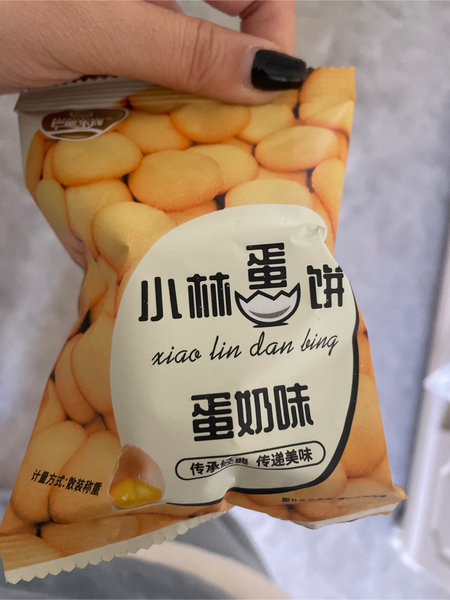 小林蛋饼
xiao lin dan bing
蛋奶味
传承经典 传递美味
计量方式:散装称重